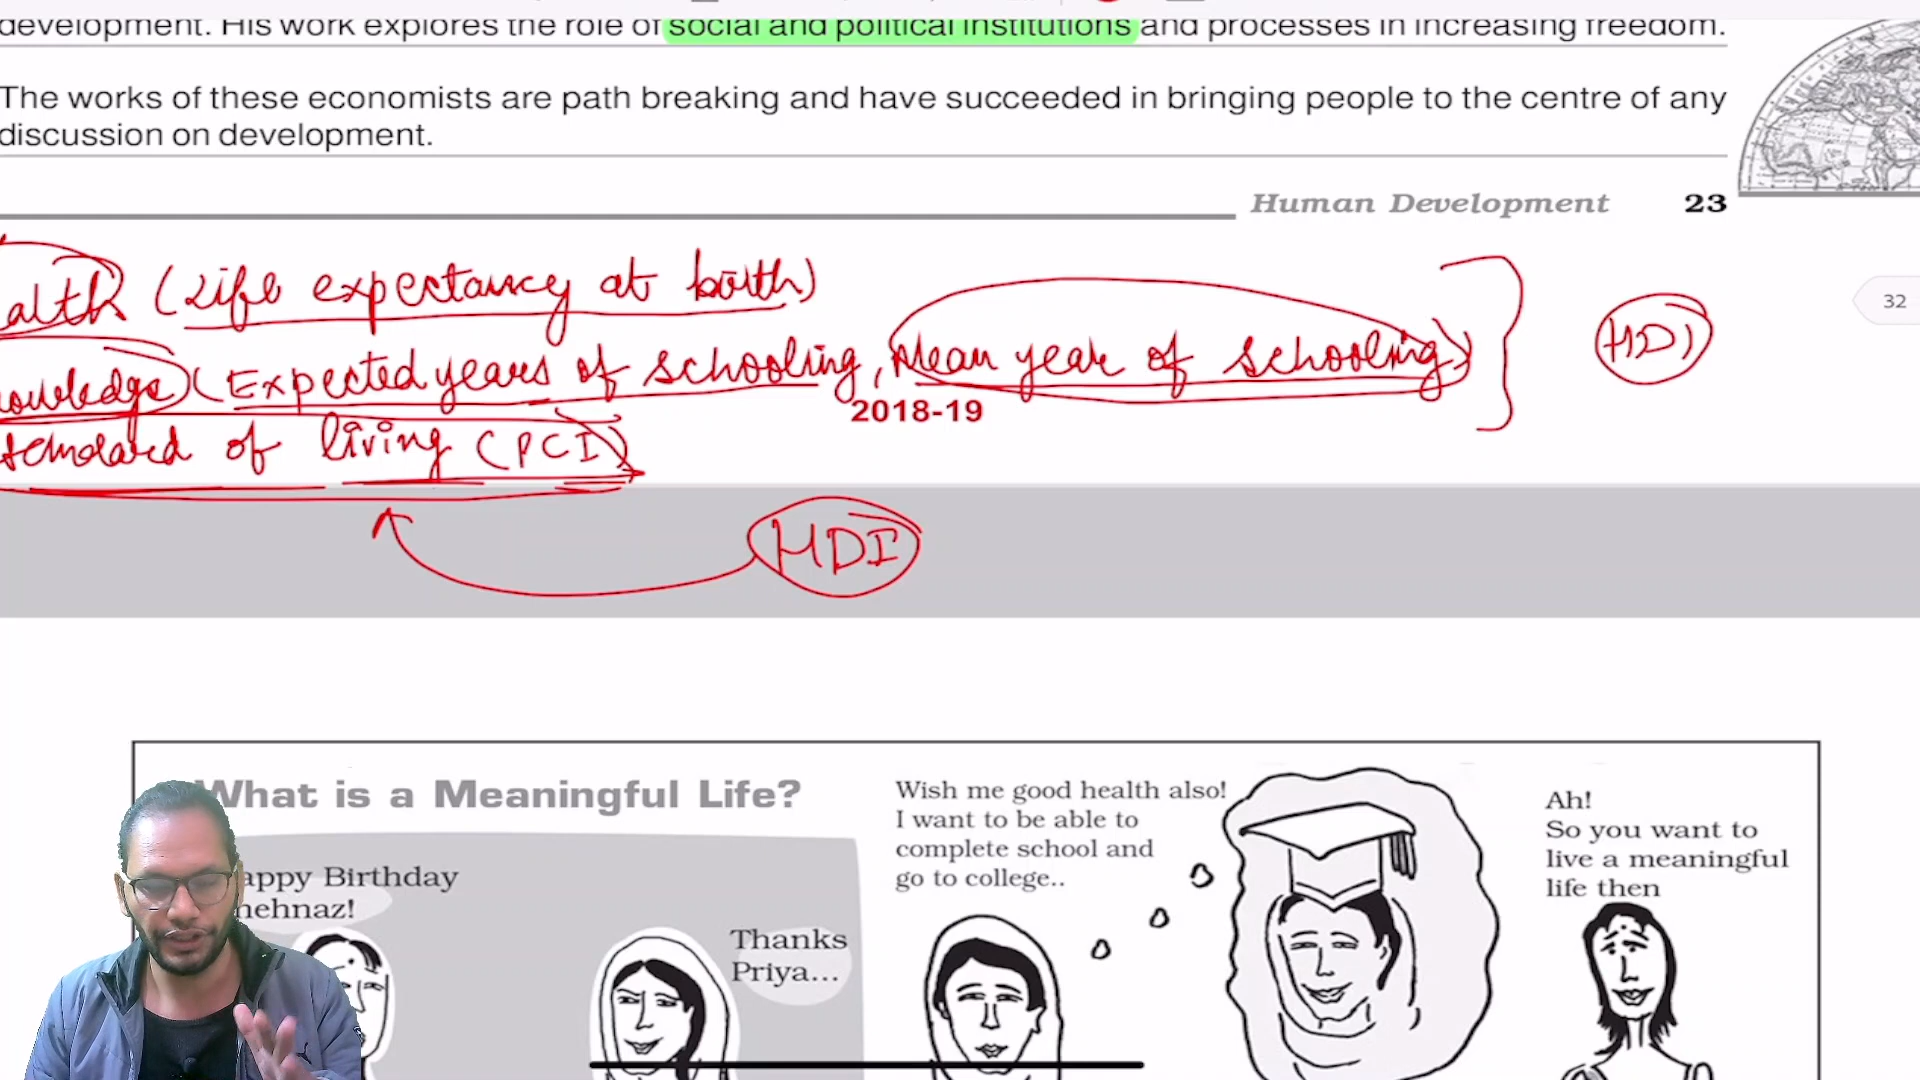 development. His work explores the role of social and political institutions and processes in increasing freedom.
The works of these economists are path breaking and have succeeded in bringing people to the centre of any
discussion on development.
Human Development 23
alth (Life expectancy at birth)
32
HDI
owledge (Expected years of schooling, Mean year of schooling)
2018-19
of living (PCI)
HDI
What is a Meaningful Life?
appy Birthday
hehnaz!
Thanks
Priya...
Wish me good health also!
I want to be able to
complete school and
go to college..
Ah!
So you want to
live a meaningful
life then